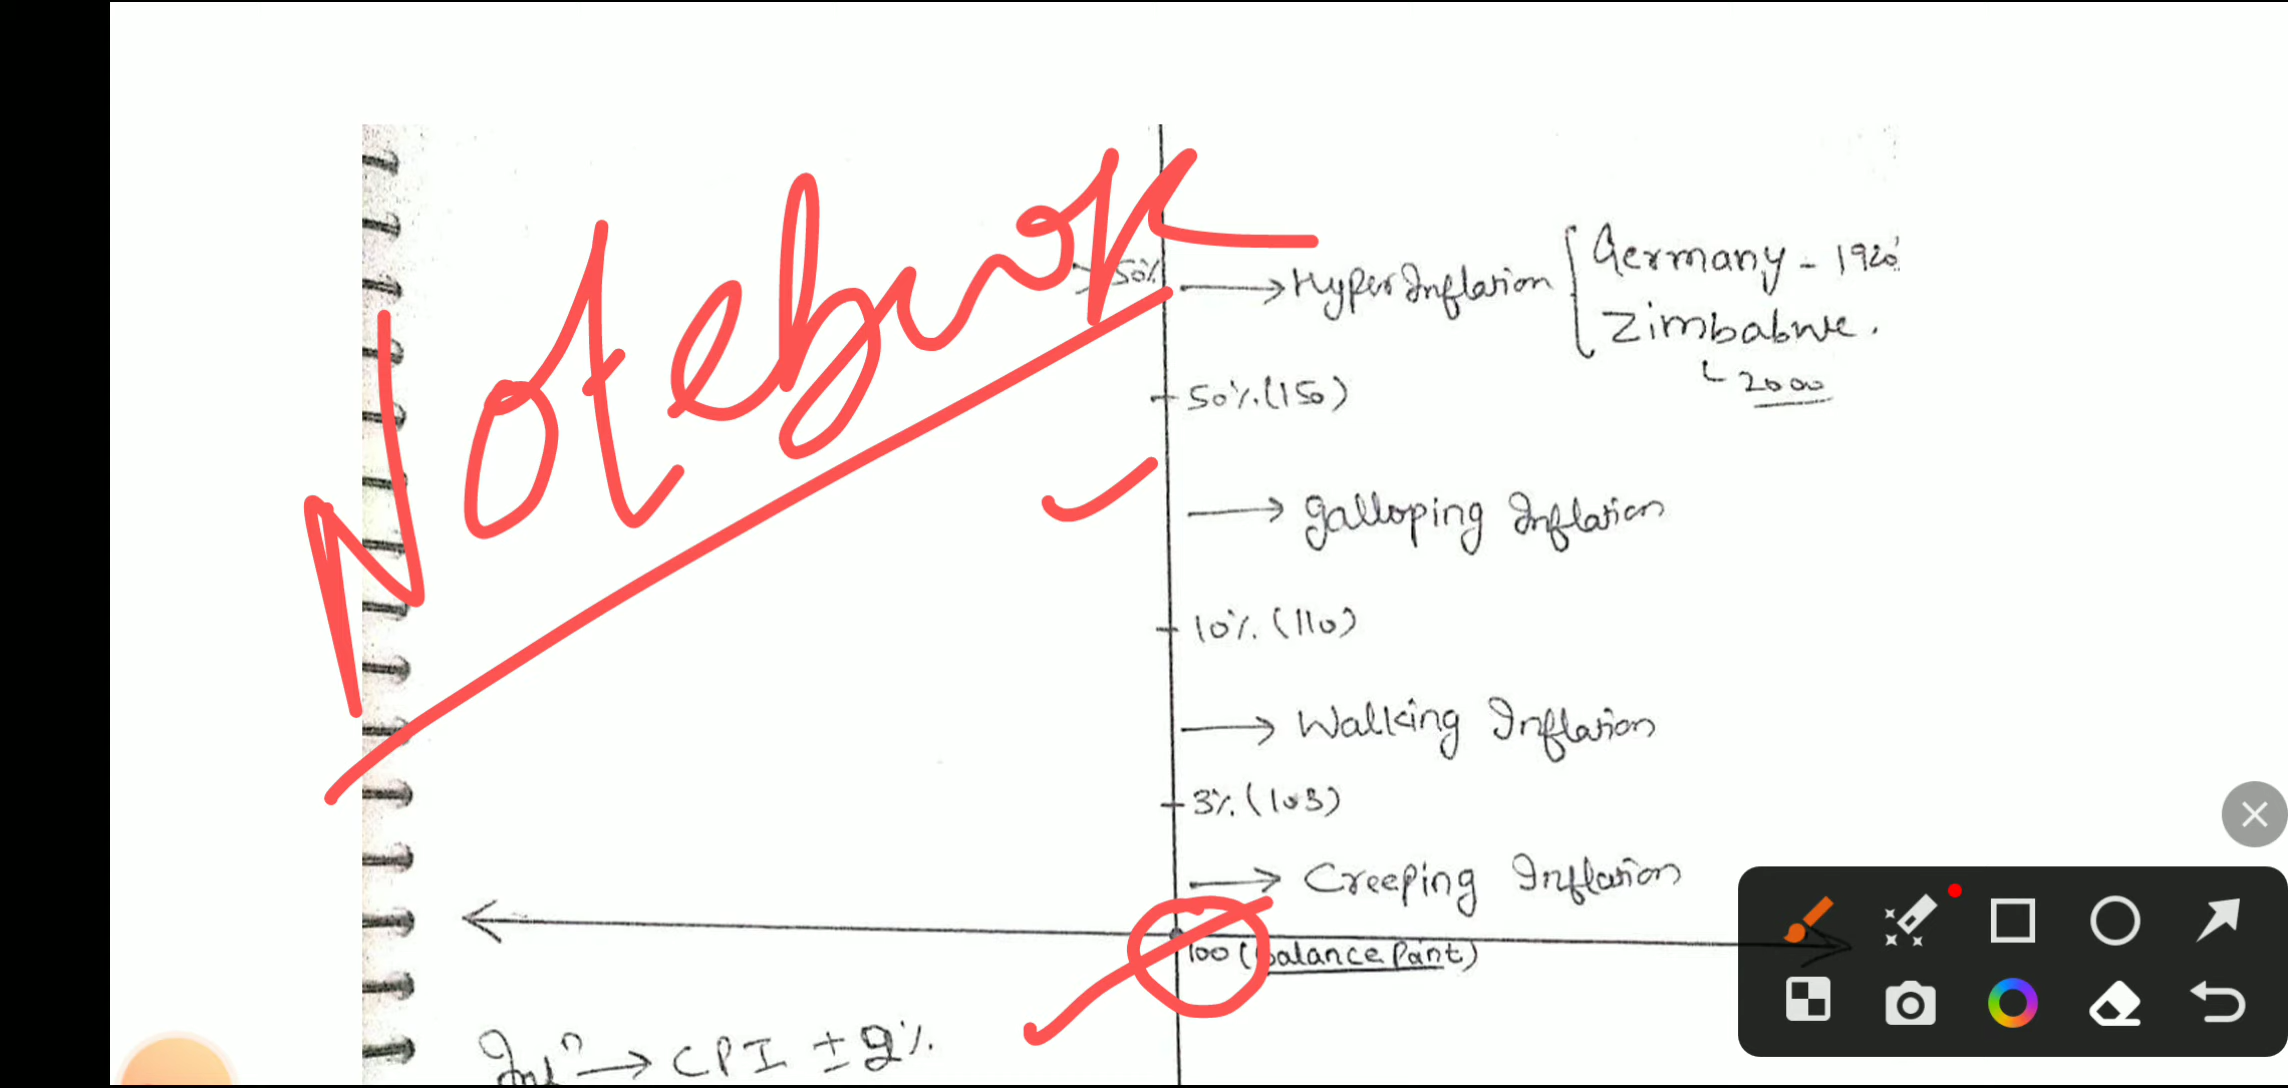 Notebook
> 50% → Hyper Inflation { Germany - 1920
Zimbabwe.
2000
50% (150)
→ galloping Inflation
10% (110)
→ Walking Inflation
3% (103)
→ Creeping Inflation
100 (balance Point)
Infⁿ → CPI ± 2%